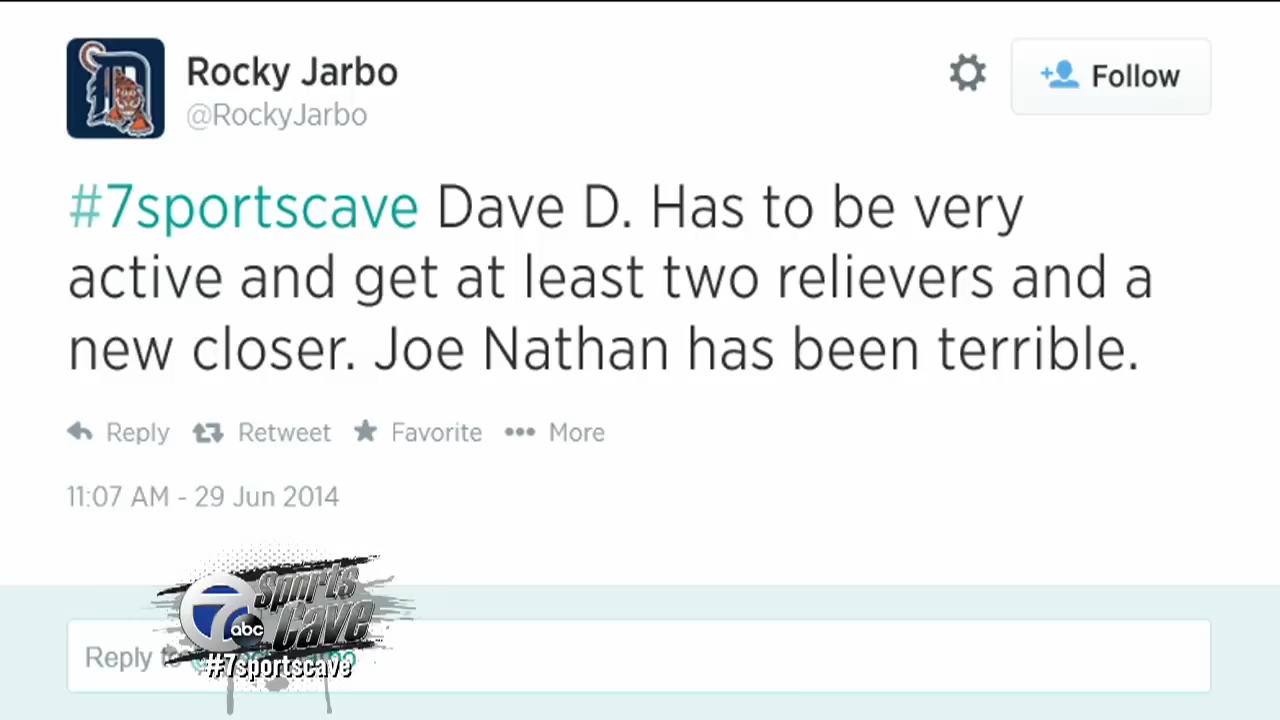 Rocky Jarbo
@RockyJarbo
Follow
#7sportscave Dave D. Has to be very
active and get at least two relievers and a
new closer. Joe Nathan has been terrible.
Reply Retweet Favorite More
11:07 AM - 29 Jun 2014
Sports
7 abc Cave
Reply to
#7sportscave